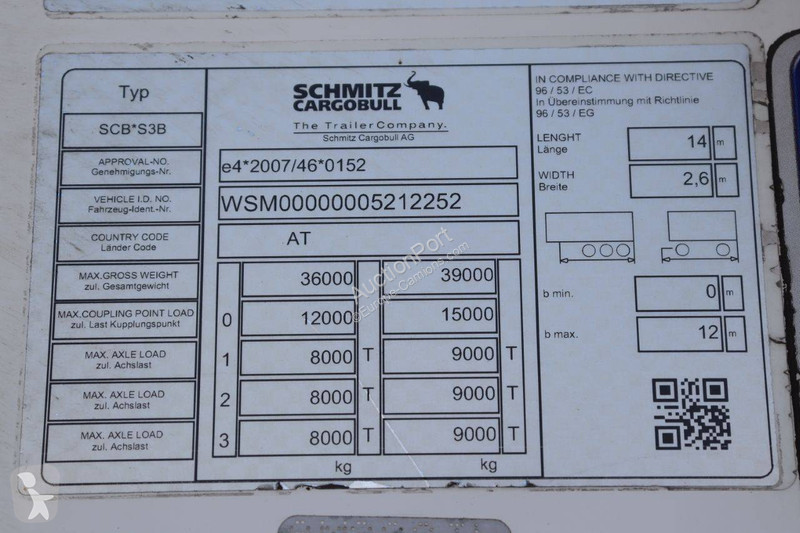 Typ
SCB*S3B
SCHMITZ
CARGOBULL
The TrailerCompany.
Schmitz Cargobull AG
APPROVAL-NO.
Genehmigungs-Nr.
e4*2007/46*0152
VEHICLE I.D. NO.
Fahrzeug-Ident.-Nr.
WSM00000005212252
COUNTRY CODE
Länder Code
AT
MAX.GROSS WEIGHT
zul. Gesamtgewicht
36000 39000
MAX.COUPLING POINT LOAD
zul. Last Kupplungspunkt
0 12000 15000
MAX. AXLE LOAD
zul. Achslast
1 8000 T 9000 T
MAX. AXLE LOAD
zul. Achslast
2 8000 T 9000 T
MAX. AXLE LOAD
zul. Achslast
3 8000 T 9000 T
kg kg
IN COMPLIANCE WITH DIRECTIVE
96 / 53 / EC
In Übereinstimmung mit Richtlinie
96 / 53 / EG
LENGHT
Länge
14 m
WIDTH
Breite
2,6 m
b min. 0 m
b max. 12 m
AuctionPort
©Europe-Camions.com